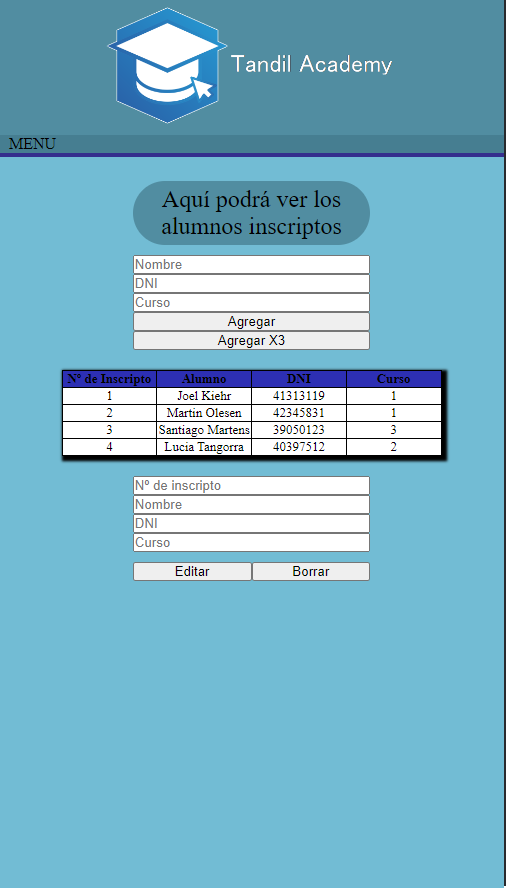 Tandil Academy
MENU
Aquí podrá ver los
alumnos inscriptos
Nombre
DNI
Curso
Agregar
Agregar X3
Nº de Inscripto Alumno DNI Curso
1 Joel Kiehr 41313119 1
2 Martin Olesen 42345831 1
3 Santiago Martens 39050123 3
4 Lucia Tangorra 40397512 2
Nº de inscripto
Nombre
DNI
Curso
Editar Borrar